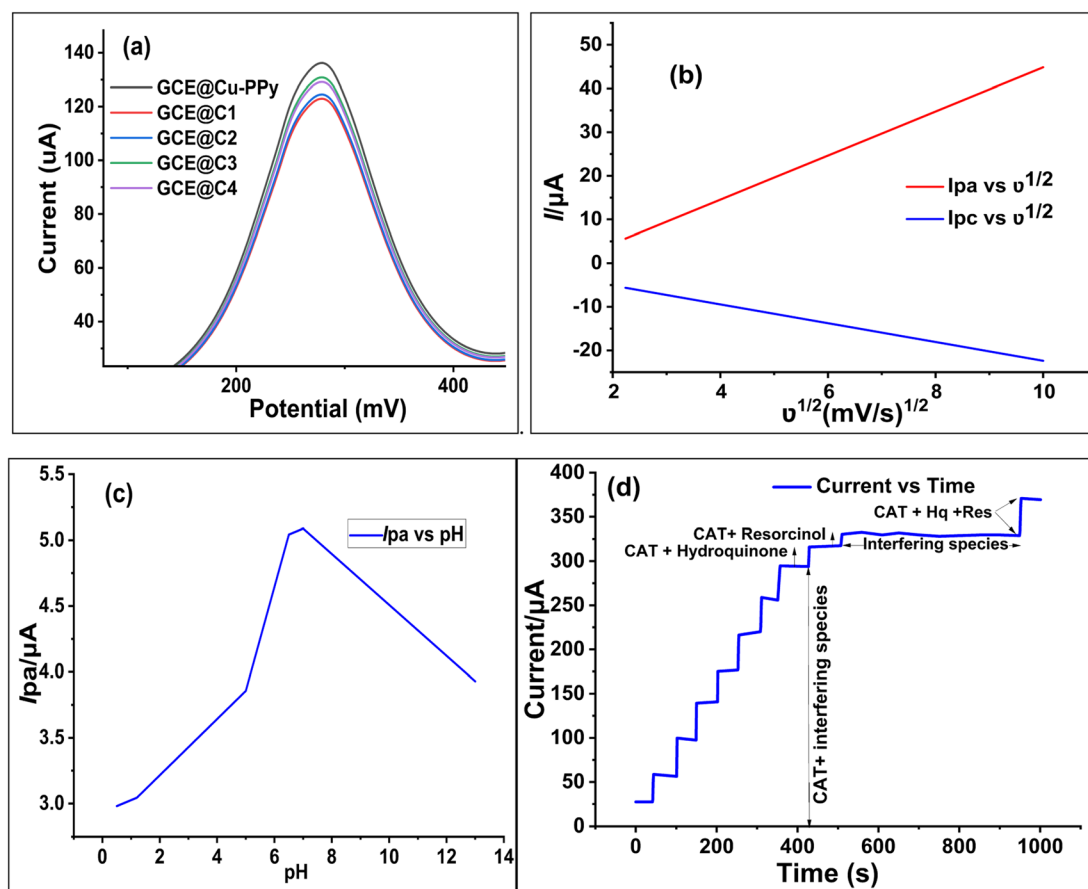 (a)
GCE@Cu-PPy
GCE@C1
GCE@C2
GCE@C3
GCE@C4
140
120
100
80
60
40
Current (uA)
200
400
Potential (mV)
.
(b)
50
40
30
20
10
0
-10
-20
I/μA
Ipa vs υ1/2
Ipc vs υ1/2
2
4
6
8
10
υ1/2(mV/s)1/2
(c)
5.5
5.0
4.5
4.0
3.5
3.0
Ipa/μA
Ipa vs pH
0
2
4
6
8
10
12
14
pH
(d)
400
350
300
250
200
150
100
50
0
Current/μA
Current vs Time
CAT + Hq +Res
CAT+ Resorcinol
CAT + Hydroquinone
Interfering species
CAT+ interfering species
0
200
400
600
800
1000
Time (s)